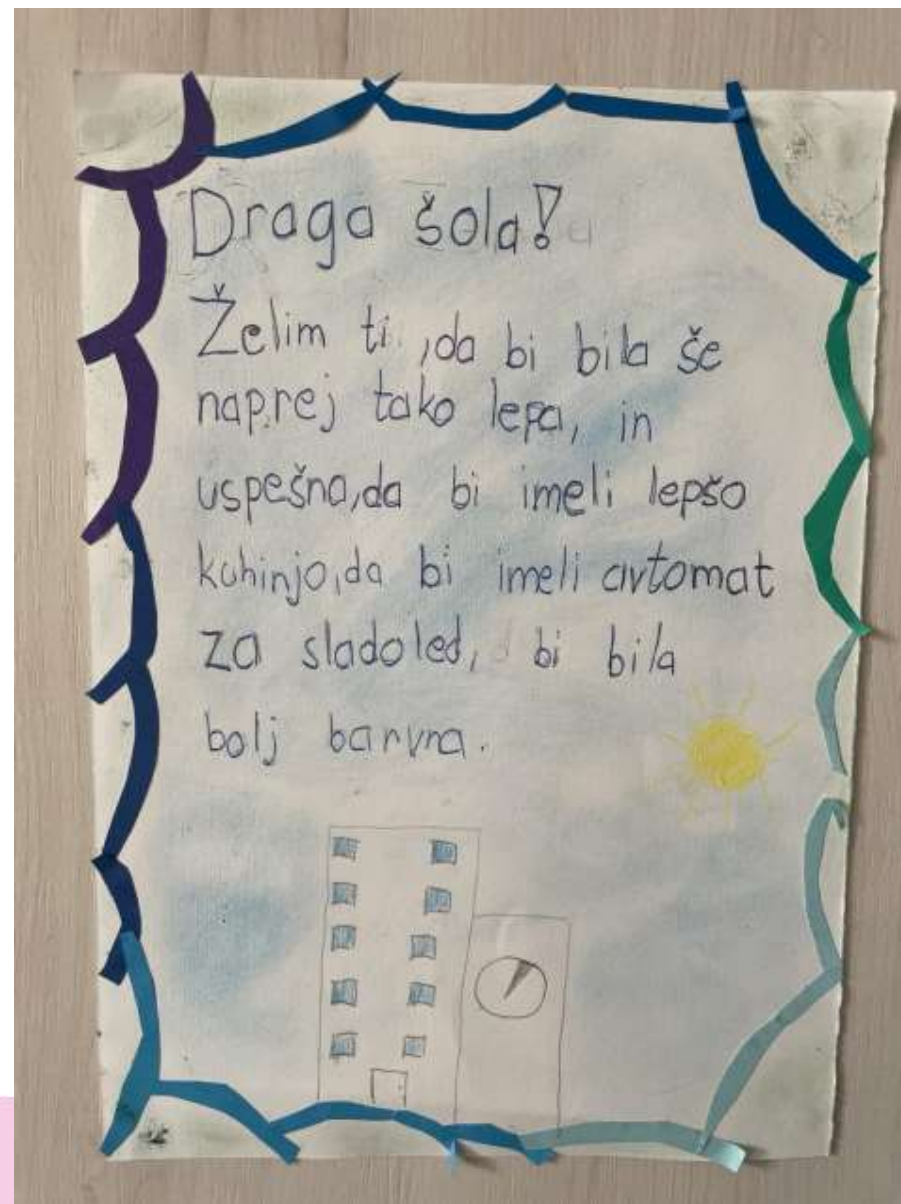 Draga šola!
Želim ti ,da bi bila še
naprej tako lepa, in
uspešna,da bi imeli lepšo
kuhinjo,da bi imeli avtomat
za sladoled, bi bila
bolj barvna.